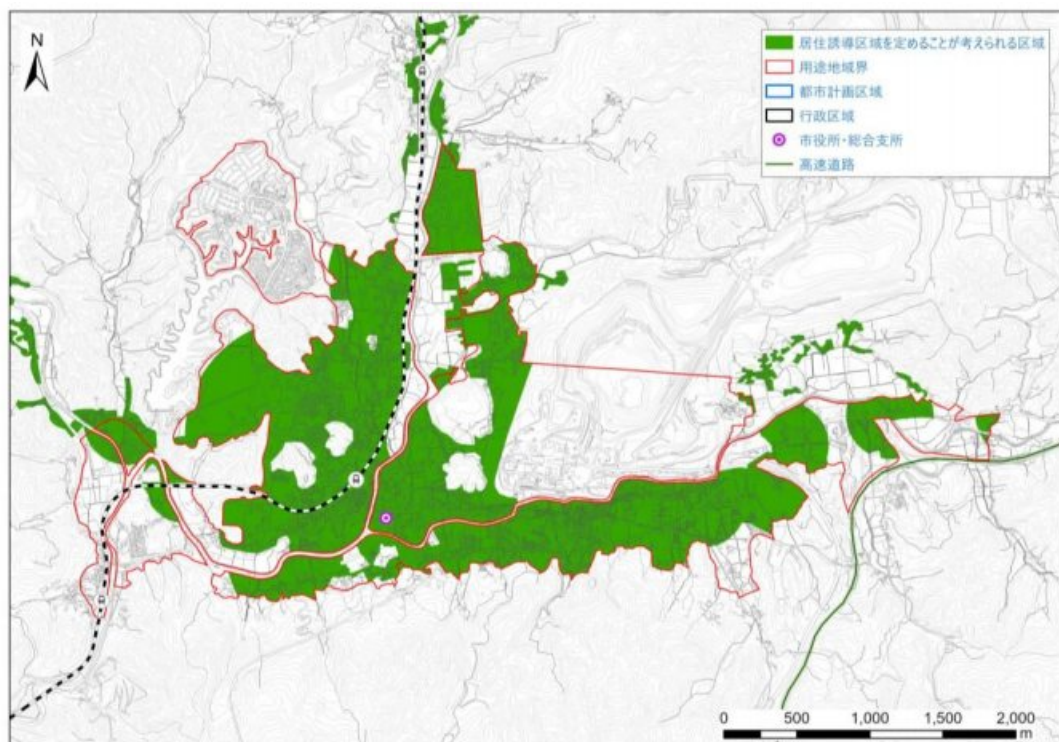 N
居住誘導区域を定めることが考えられる区域
用途地域界
都市計画区域
行政区域
市役所・総合支所
高速道路
0 500 1,000 1,500 2,000
m